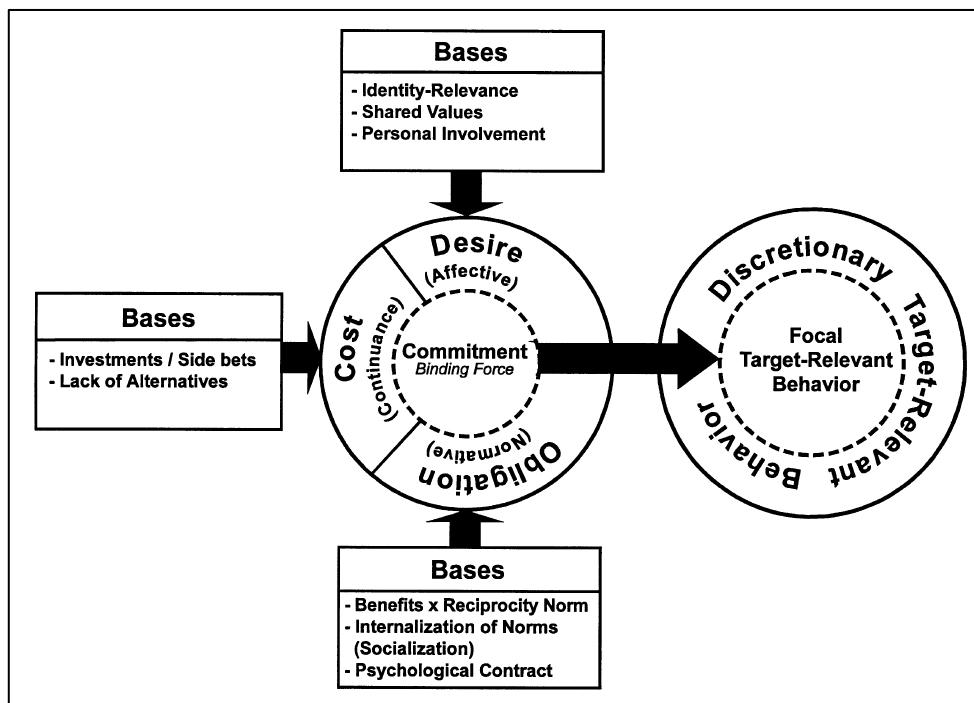 Bases
- Identity-Relevance
- Shared Values
- Personal Involvement
Bases
- Investments / Side bets
- Lack of Alternatives
Desire
(Affective)
Cost
(Continuance)
Commitment
Binding Force
(Normative)
Obligation
Discretionary Target-Relevant Behavior
Focal
Target-Relevant
Behavior
Bases
- Benefits x Reciprocity Norm
- Internalization of Norms
(Socialization)
- Psychological Contract